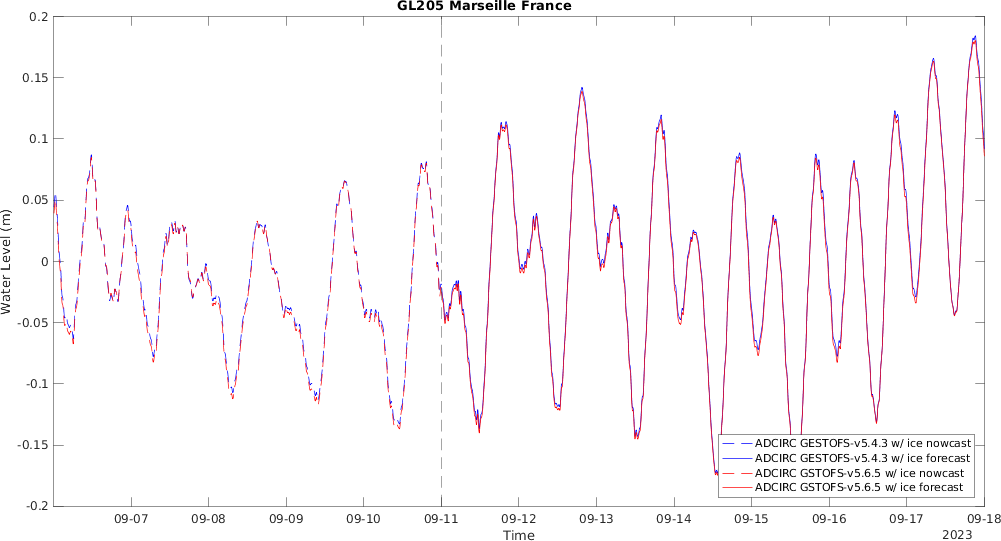 GL205 Marseille France
0.2
0.15
0.1
0.05
0
-0.05
-0.1
-0.15
-0.2
Water Level (m)
ADCIRC GESTOFS-v5.4.3 w/ ice nowcast
ADCIRC GESTOFS-v5.4.3 w/ ice forecast
ADCIRC GSTOFS-v5.6.5 w/ ice nowcast
ADCIRC GSTOFS-v5.6.5 w/ ice forecast
09-07 09-08 09-09 09-10 09-11 09-12 09-13 09-14 09-15 09-16 09-17 09-18
Time
2023